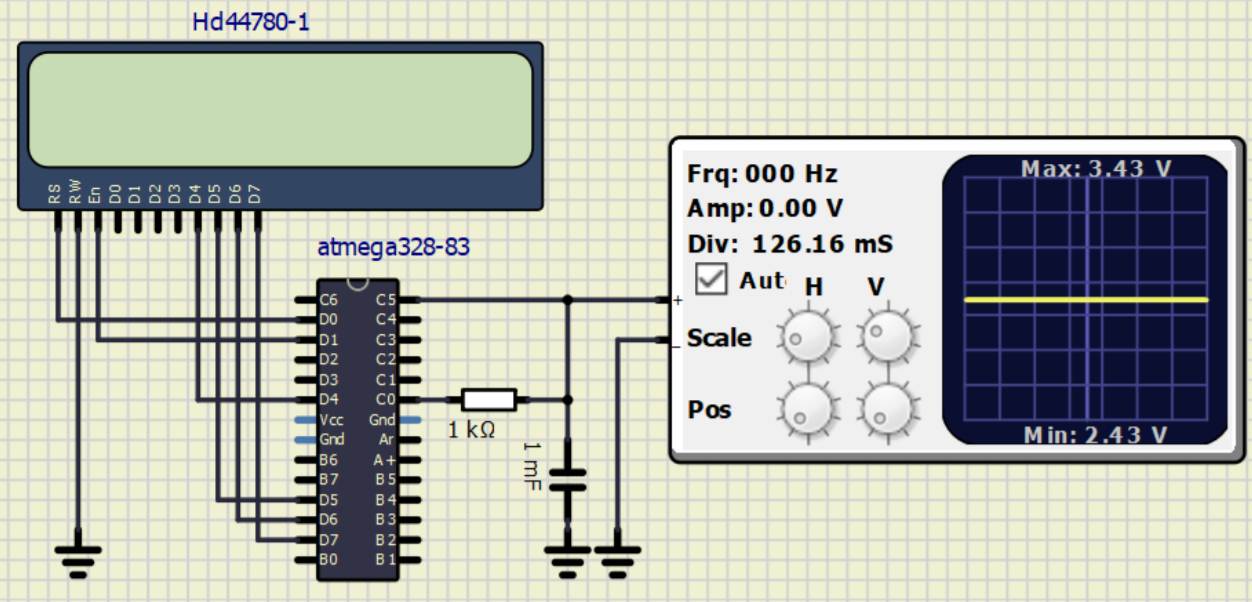 Hd44780-1
RS RW En D0 D1 D2 D3 D4 D5 D6 D7
atmega328-83
C6 C5
D0 C4
D1 C3
D2 C2
D3 C1
D4 C0
Vcc Gnd
Gnd Ar
B6 A+
B7 B5
D5 B4
D6 B3
D7 B2
B0 B1
1 kΩ
1 mF
+
_
Frq: 000 Hz
Amp: 0.00 V
Div: 126.16 mS
Aut H V
Scale
Pos
Max: 3.43 V
Min: 2.43 V